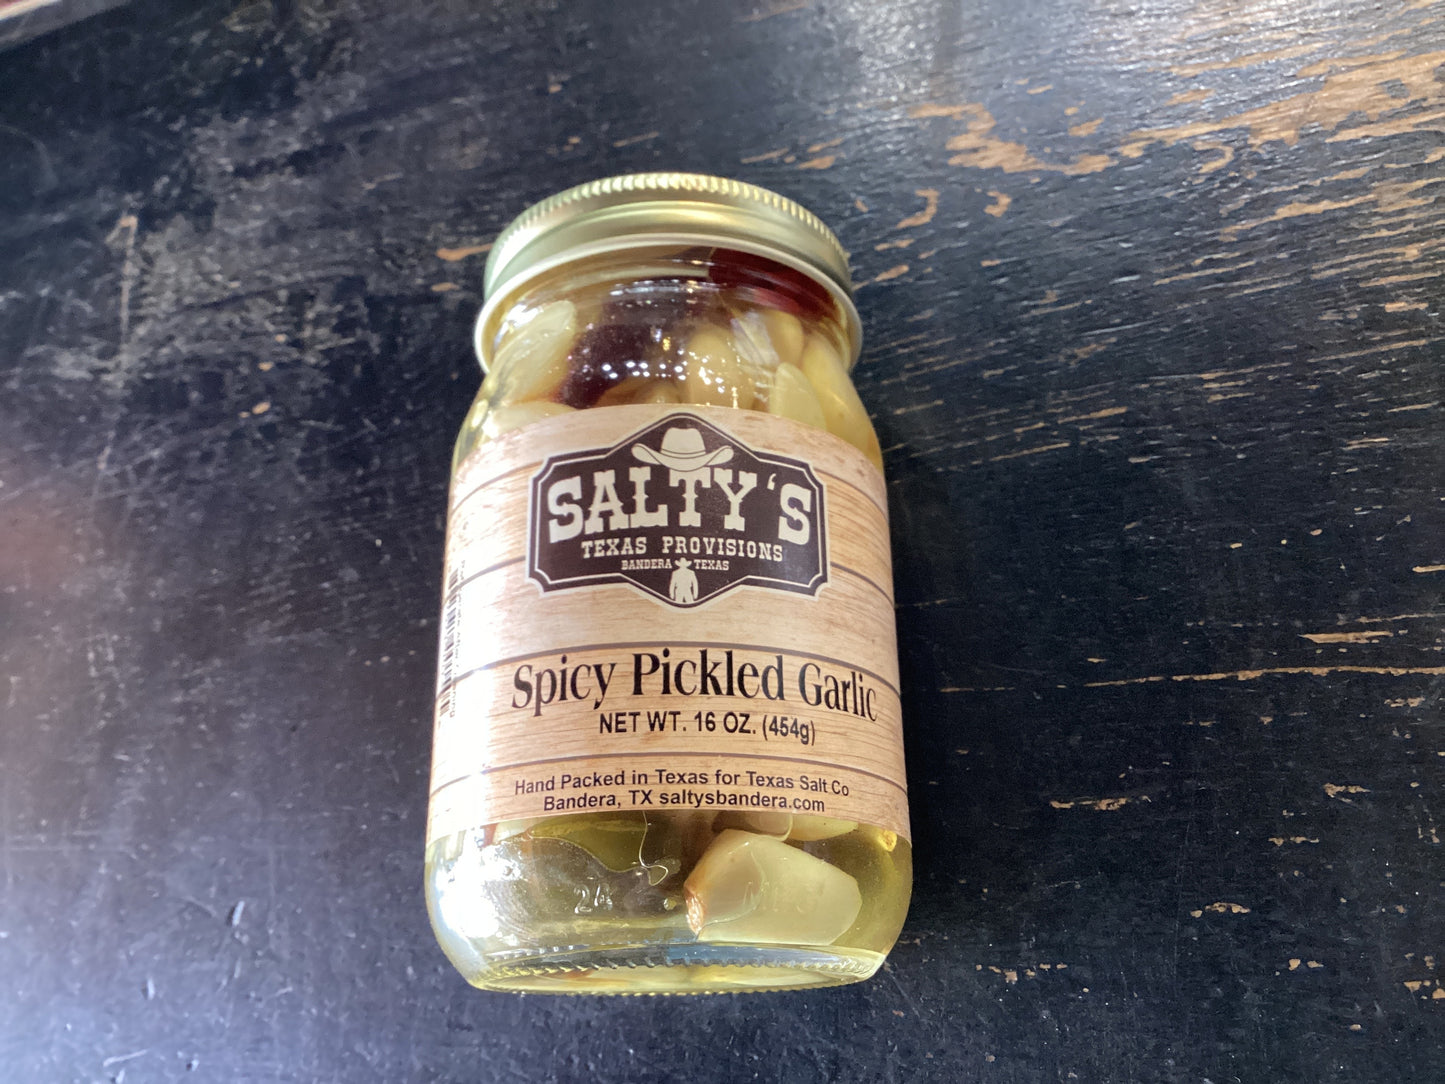 SALTY'S
TEXAS PROVISIONS
BANDERA TEXAS
Spicy Pickled Garlic
NET WT. 16 OZ. (454g)
Hand Packed in Texas for Texas Salt Co
Bandera, TX saltysbandera.com
24